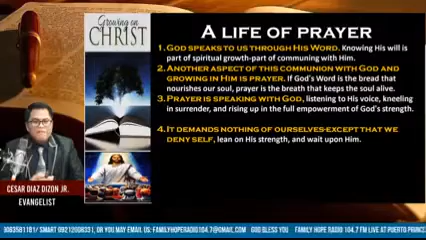 Growing on
CHRIST
A LIFE OF PRAYER
1. GOD SPEAKS TO US THROUGH HIS WORD. Knowing His will is
part of spiritual growth-part of communing with Him.
2. ANOTHER ASPECT OF THIS COMMUNION WITH GOD AND
GROWING IN HIM IS PRAYER. If God's Word is the bread that
nourishes our soul, prayer is the breath that keeps the soul alive.
3. PRAYER IS SPEAKING WITH GOD, listening to His voice, kneeling
in surrender, and rising up in the full empowerment of God's strength.
4. IT DEMANDS NOTHING OF OURSELVES-EXCEPT THAT WE
DENY SELF, lean on His strength, and wait upon Him.
CESAR DIAZ DIZON JR.
EVANGELIST
OR YOU MAY EMAIL US: FAMILYHOPERADIO104.7@GMAIL.COM GOD BLESS YOU FAMILY HOPE RADIO 104.7 FM LIVE AT PUERTO